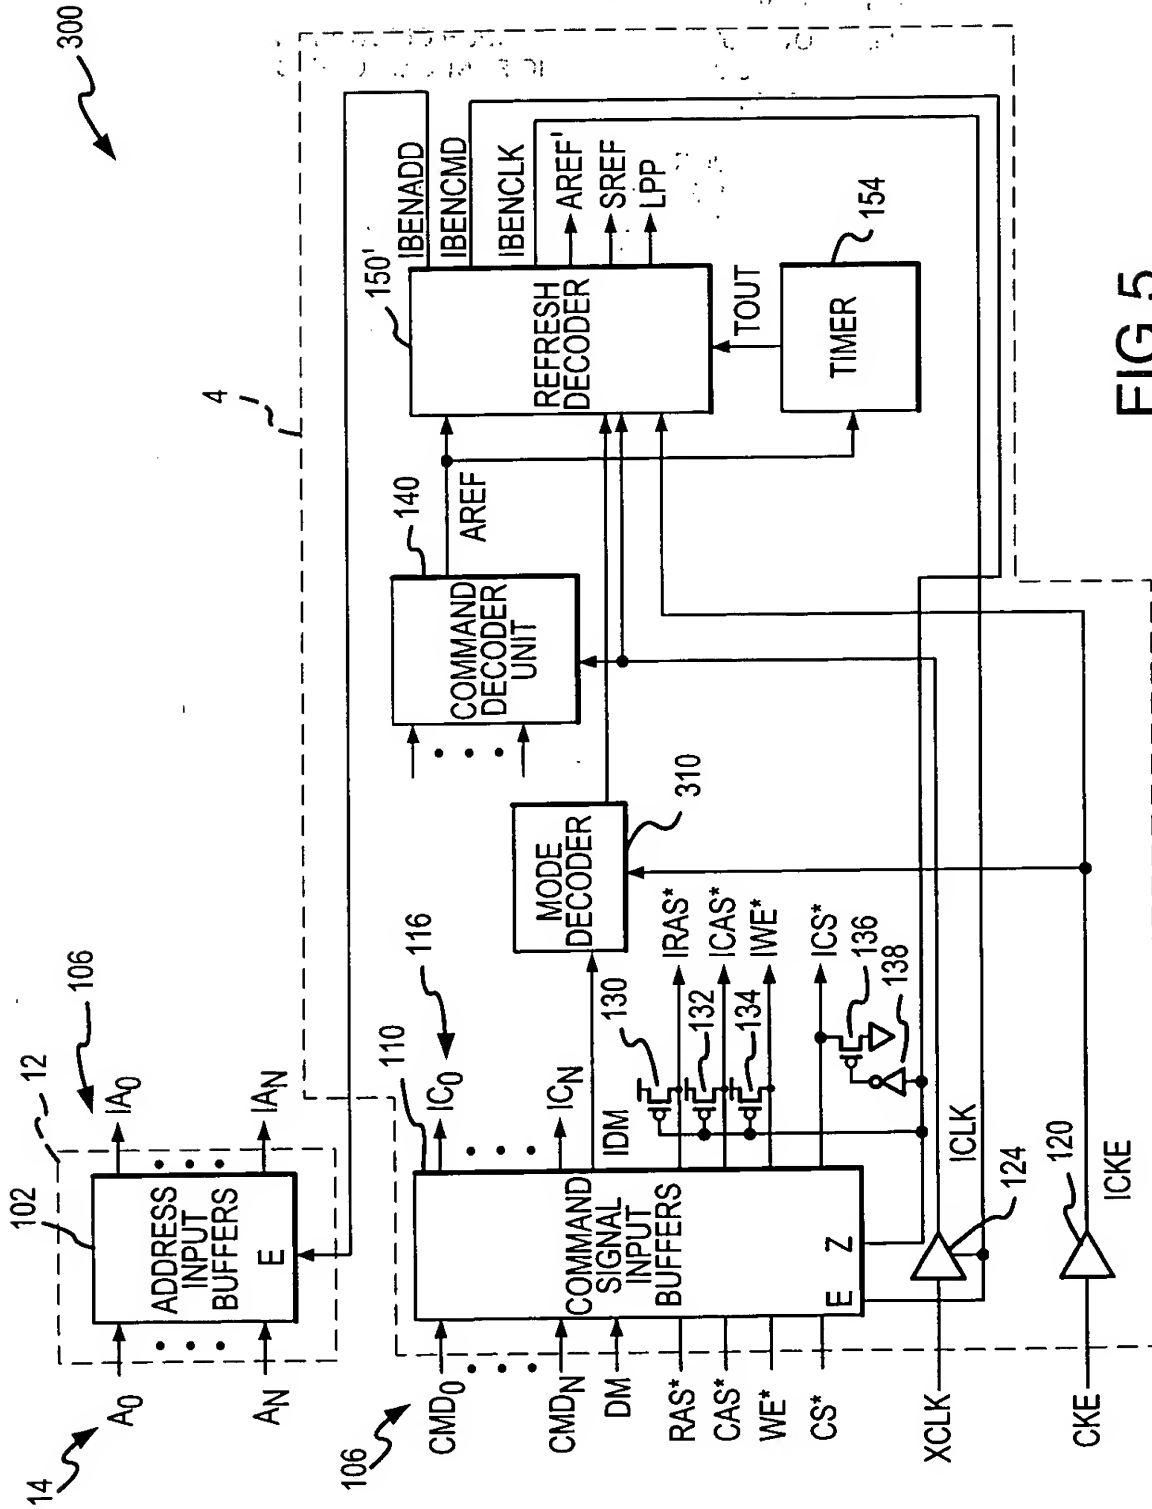 300
4
12
106
102
14
ADDRESS
INPUT
BUFFERS
E
A0
AN
IA0
IAN
106
116
110
CMD0
CMDN
DM
RAS*
CAS*
WE*
CS*
XCLK
CKE
COMMAND
SIGNAL
INPUT
BUFFERS
E
Z
IC0
ICN
IDM
130
132
134
IRAS*
ICAS*
IWE*
ICS*
136
138
ICLK
124
120
ICKE
MODE
DECODER
310
COMMAND
DECODER
UNIT
140
AREF
150'
REFRESH
DECODER
IBENADD
IBENCMD
IBENCLK
AREF'
SREF
LPP
TOUT
TIMER
154
FIG.5